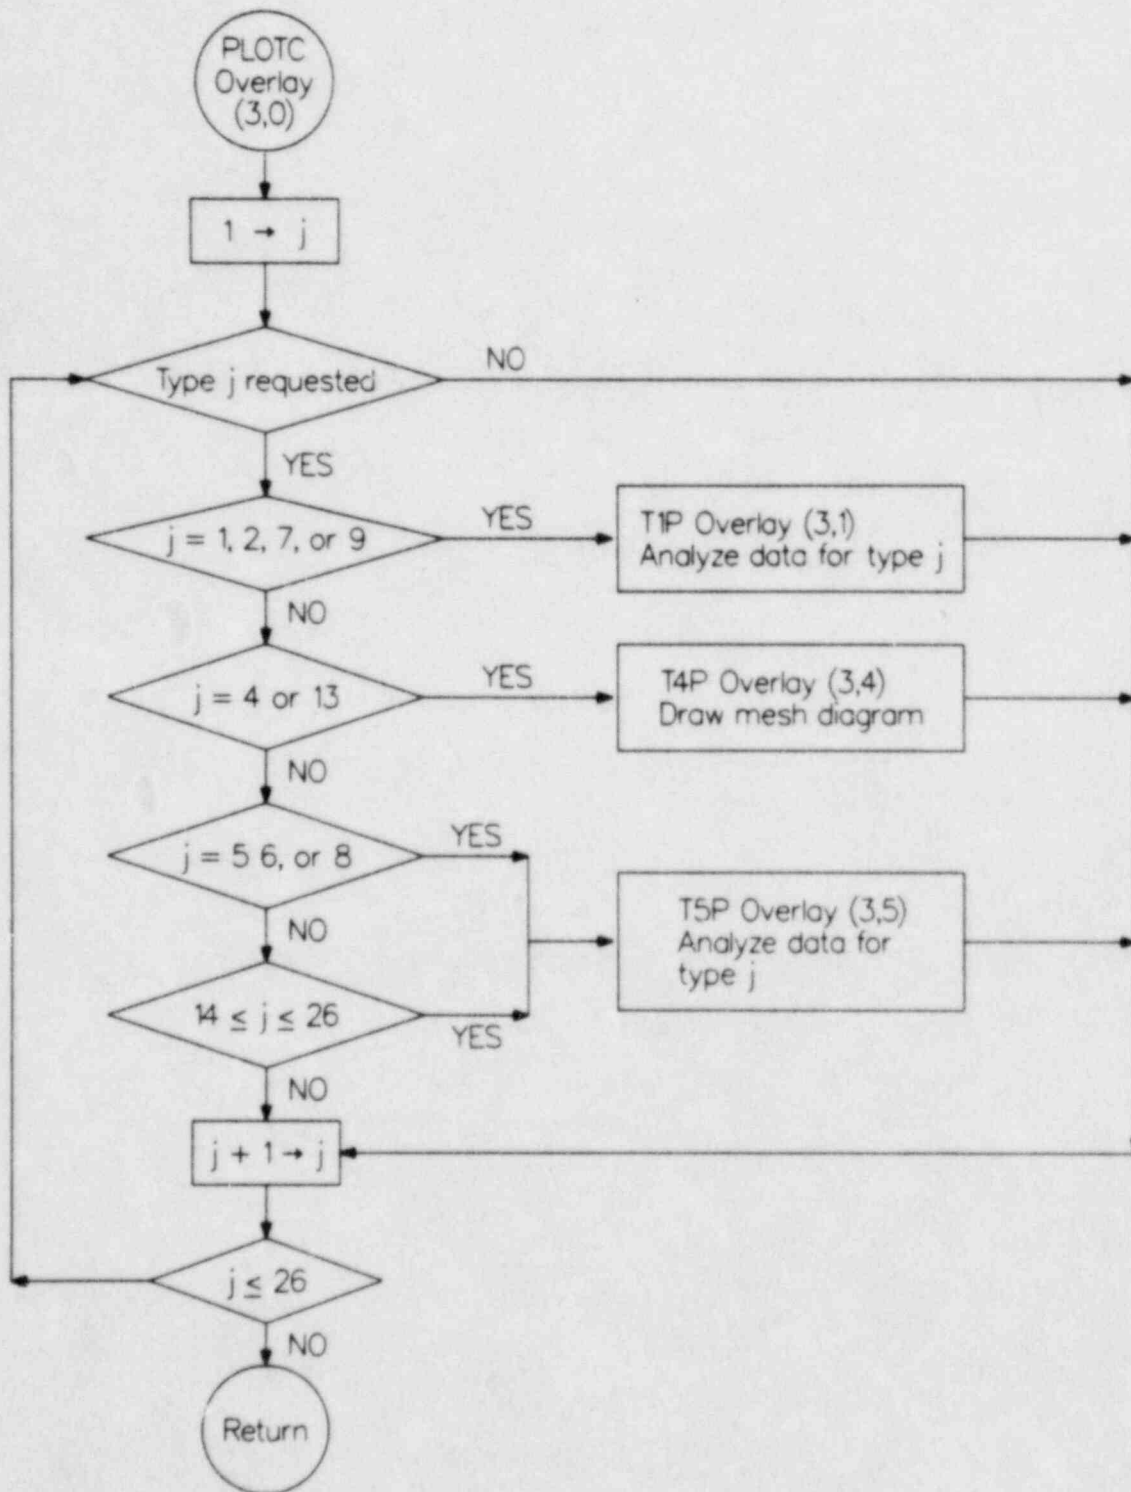 PLOTC
Overlay
(3,0)
1 → j
Type j requested
NO
YES
j = 1, 2, 7, or 9
YES
T1P Overlay (3,1)
Analyze data for type j
NO
j = 4 or 13
YES
T4P Overlay (3,4)
Draw mesh diagram
NO
j = 5 6, or 8
YES
T5P Overlay (3,5)
Analyze data for
type j
NO
14 ≤ j ≤ 26
YES
NO
j + 1 → j
j ≤ 26
NO
Return